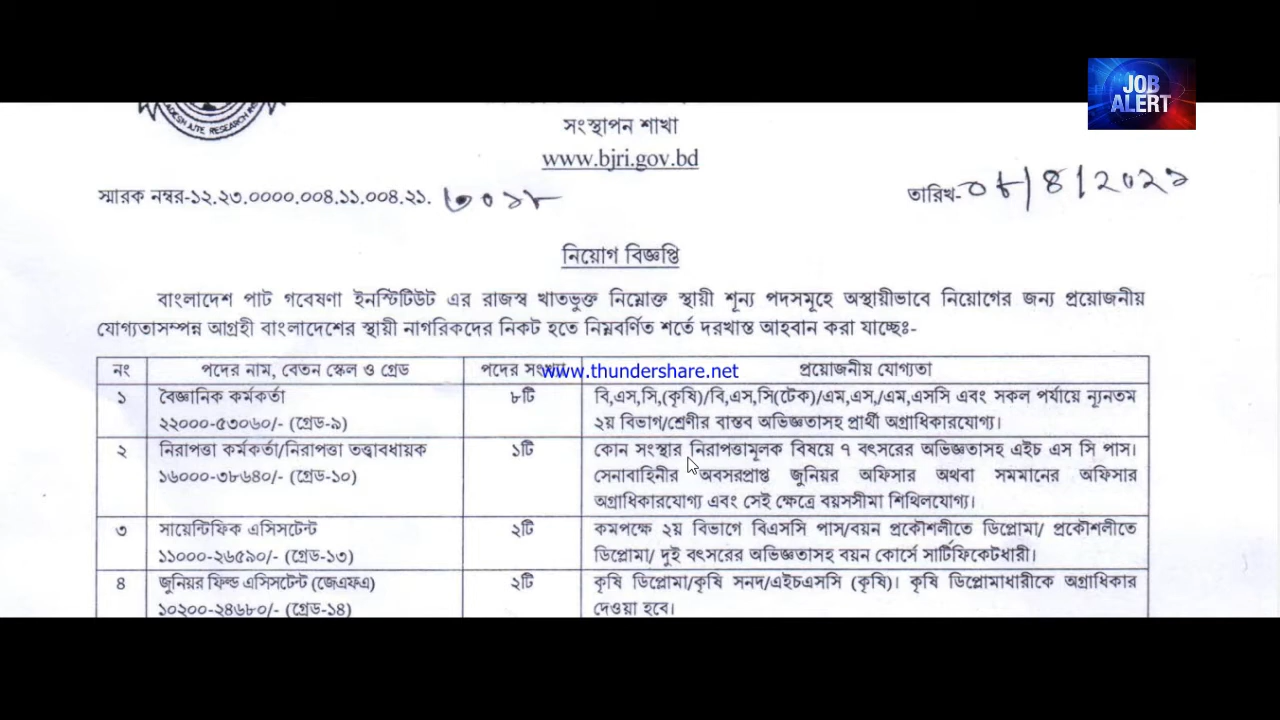 JOB
ALERT
DESH JUTE RESEARCH
সংস্থাপন শাখা
www.bjri.gov.bd
স্মারক নম্বর-১২.২৩.০০০০.০০৪.১১.০০৪.২১.
তারিখ-০৮/৪/২০২১
নিয়োগ বিজ্ঞপ্তি
বাংলাদেশ পাট গবেষণা ইনস্টিটিউট এর রাজস্ব খাতভুক্ত নিম্নোক্ত স্থায়ী শূন্য পদসমূহে অস্থায়ীভাবে নিয়োগের জন্য প্রয়োজনীয়
যোগ্যতাসম্পন্ন আগ্রহী বাংলাদেশের স্থায়ী নাগরিকদের নিকট হতে নিম্নবর্ণিত শর্তে দরখাস্ত আহবান করা যাচ্ছেঃ-
নং পদের নাম, বেতন স্কেল ও গ্রেড পদের সংখ্যা www.thundershare.net প্রয়োজনীয় যোগ্যতা
১ বৈজ্ঞানিক কর্মকর্তা ৮টি বি,এস,সি,(কৃষি)/বি,এস,সি(টেক)/এম,এস,/এম,এসসি এবং সকল পর্যায়ে ন্যূনতম
২২০০০-৫৩০৬০/- (গ্রেড-৯) ২য় বিভাগ/শ্রেণীর বাস্তব অভিজ্ঞতাসহ প্রার্থী অগ্রাধিকারযোগ্য।
২ নিরাপত্তা কর্মকর্তা/নিরাপত্তা তত্তাবধায়ক ১টি কোন সংস্থার নিরাপত্তামূলক বিষয়ে ৭ বৎসরের অভিজ্ঞতাসহ এইচ এস সি পাস।
১৬০০০-৩৮৬৪০/- (গ্রেড-১০) সেনাবাহিনীর অবসরপ্রাপ্ত জুনিয়র অফিসার অথবা সমমানের অফিসার
অগ্রাধিকারযোগ্য এবং সেই ক্ষেত্রে বয়সসীমা শিথিলযোগ্য।
৩ সায়েন্টিফিক এসিসটেন্ট ২টি কমপক্ষে ২য় বিভাগে বিএসসি পাস/বয়ন প্রকৌশলীতে ডিপ্লোমা/ প্রকৌশলীতে
১১০০০-২৬৫৯০/- (গ্রেড-১৩) ডিপ্লোমা/ দুই বৎসরের অভিজ্ঞতাসহ বয়ন কোর্সে সার্টিফিকেটধারী।
৪ জুনিয়র ফিল্ড এসিসটেন্ট (জেএফএ) ২টি কৃষি ডিপ্লোমা/কৃষি সনদ/এইচএসসি (কৃষি)। কৃষি ডিপ্লোমাধারীকে অগ্রাধিকার
১০২০০-২৪৬৮০/- (গ্রেড-১৪) দেওয়া হবে।